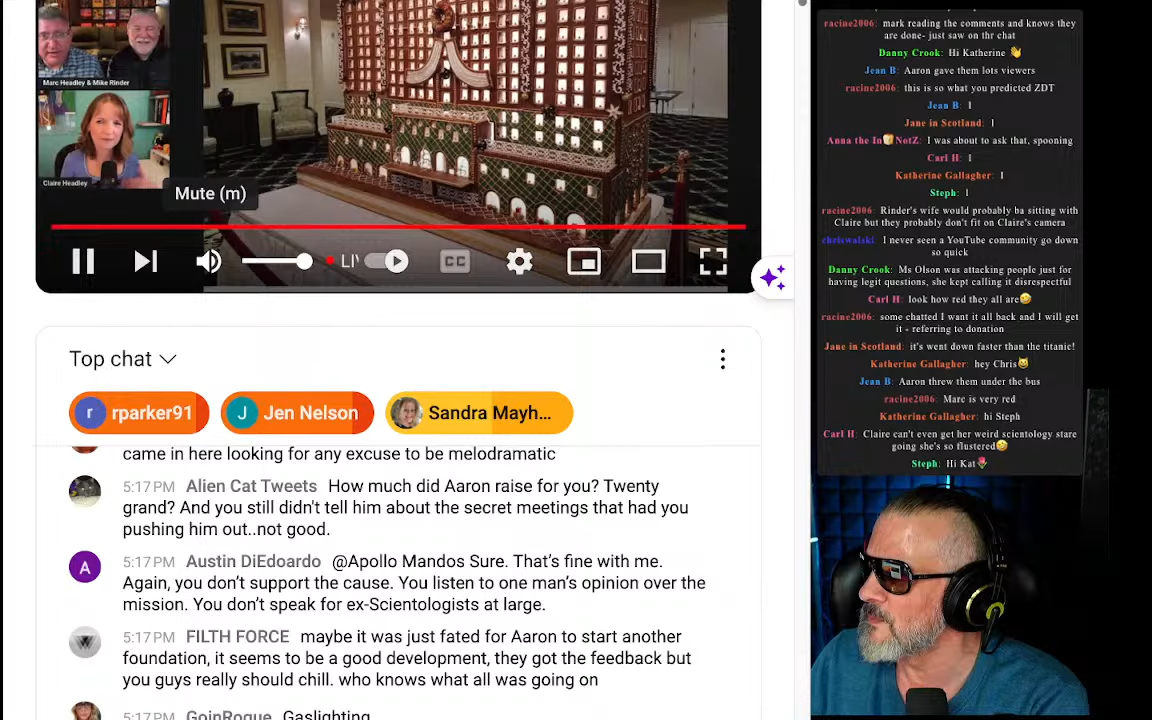 Marc Headley & Mike Rinder
Claire Headley
Mute (m)
LI
CC
Top chat
r rparker91
J Jen Nelson
Sandra Mayh...
came in here looking for any excuse to be melodramatic
5:17 PM Alien Cat Tweets How much did Aaron raise for you? Twenty
grand? And you still didn't tell him about the secret meetings that had you
pushing him out..not good.
A 5:17 PM Austin DiEdoardo @Apollo Mandos Sure. That's fine with me.
Again, you don't support the cause. You listen to one man's opinion over the
mission. You don't speak for ex-Scientologists at large.
5:17 PM FILTH FORCE maybe it was just fated for Aaron to start another
foundation, it seems to be a good development, they got the feedback but
you guys really should chill. who knows what all was going on
5:17 PM GoinRogue Gaslighting
racine2006: mark reading the comments and knows they
are done- just saw on thr chat
Danny Crook: Hi Katherine 👋
Jean B: Aaron gave them lots viewers
racine2006: this is so what you predicted ZDT
Jean B: 1
Jane in Scotland: 1
Anna the In🍞NotZ: I was about to ask that, spooning
Carl H: 1
Katherine Gallagher: 1
Steph: 1
racine2006: Rinder's wife would probably ba sitting with
Claire but they probably don't fit on Claire's camera
chriswalski: I never seen a YouTube community go down
so quick
Danny Crook: Ms Olson was attacking people just for
having legit questions, she kept calling it disrespectful
Carl H: look how red they all are🤣
racine2006: some chatted I want it all back and I will get
it - referring to donation
Jane in Scotland: it's went down faster than the titanic!
Katherine Gallagher: hey Chris😸
Jean B: Aaron threw them under the bus
racine2006: Marc is very red
Katherine Gallagher: hi Steph
Carl H: Claire can't even get her weird scientology stare
going she's so flustered🤣
Steph: Hi Kat🌷